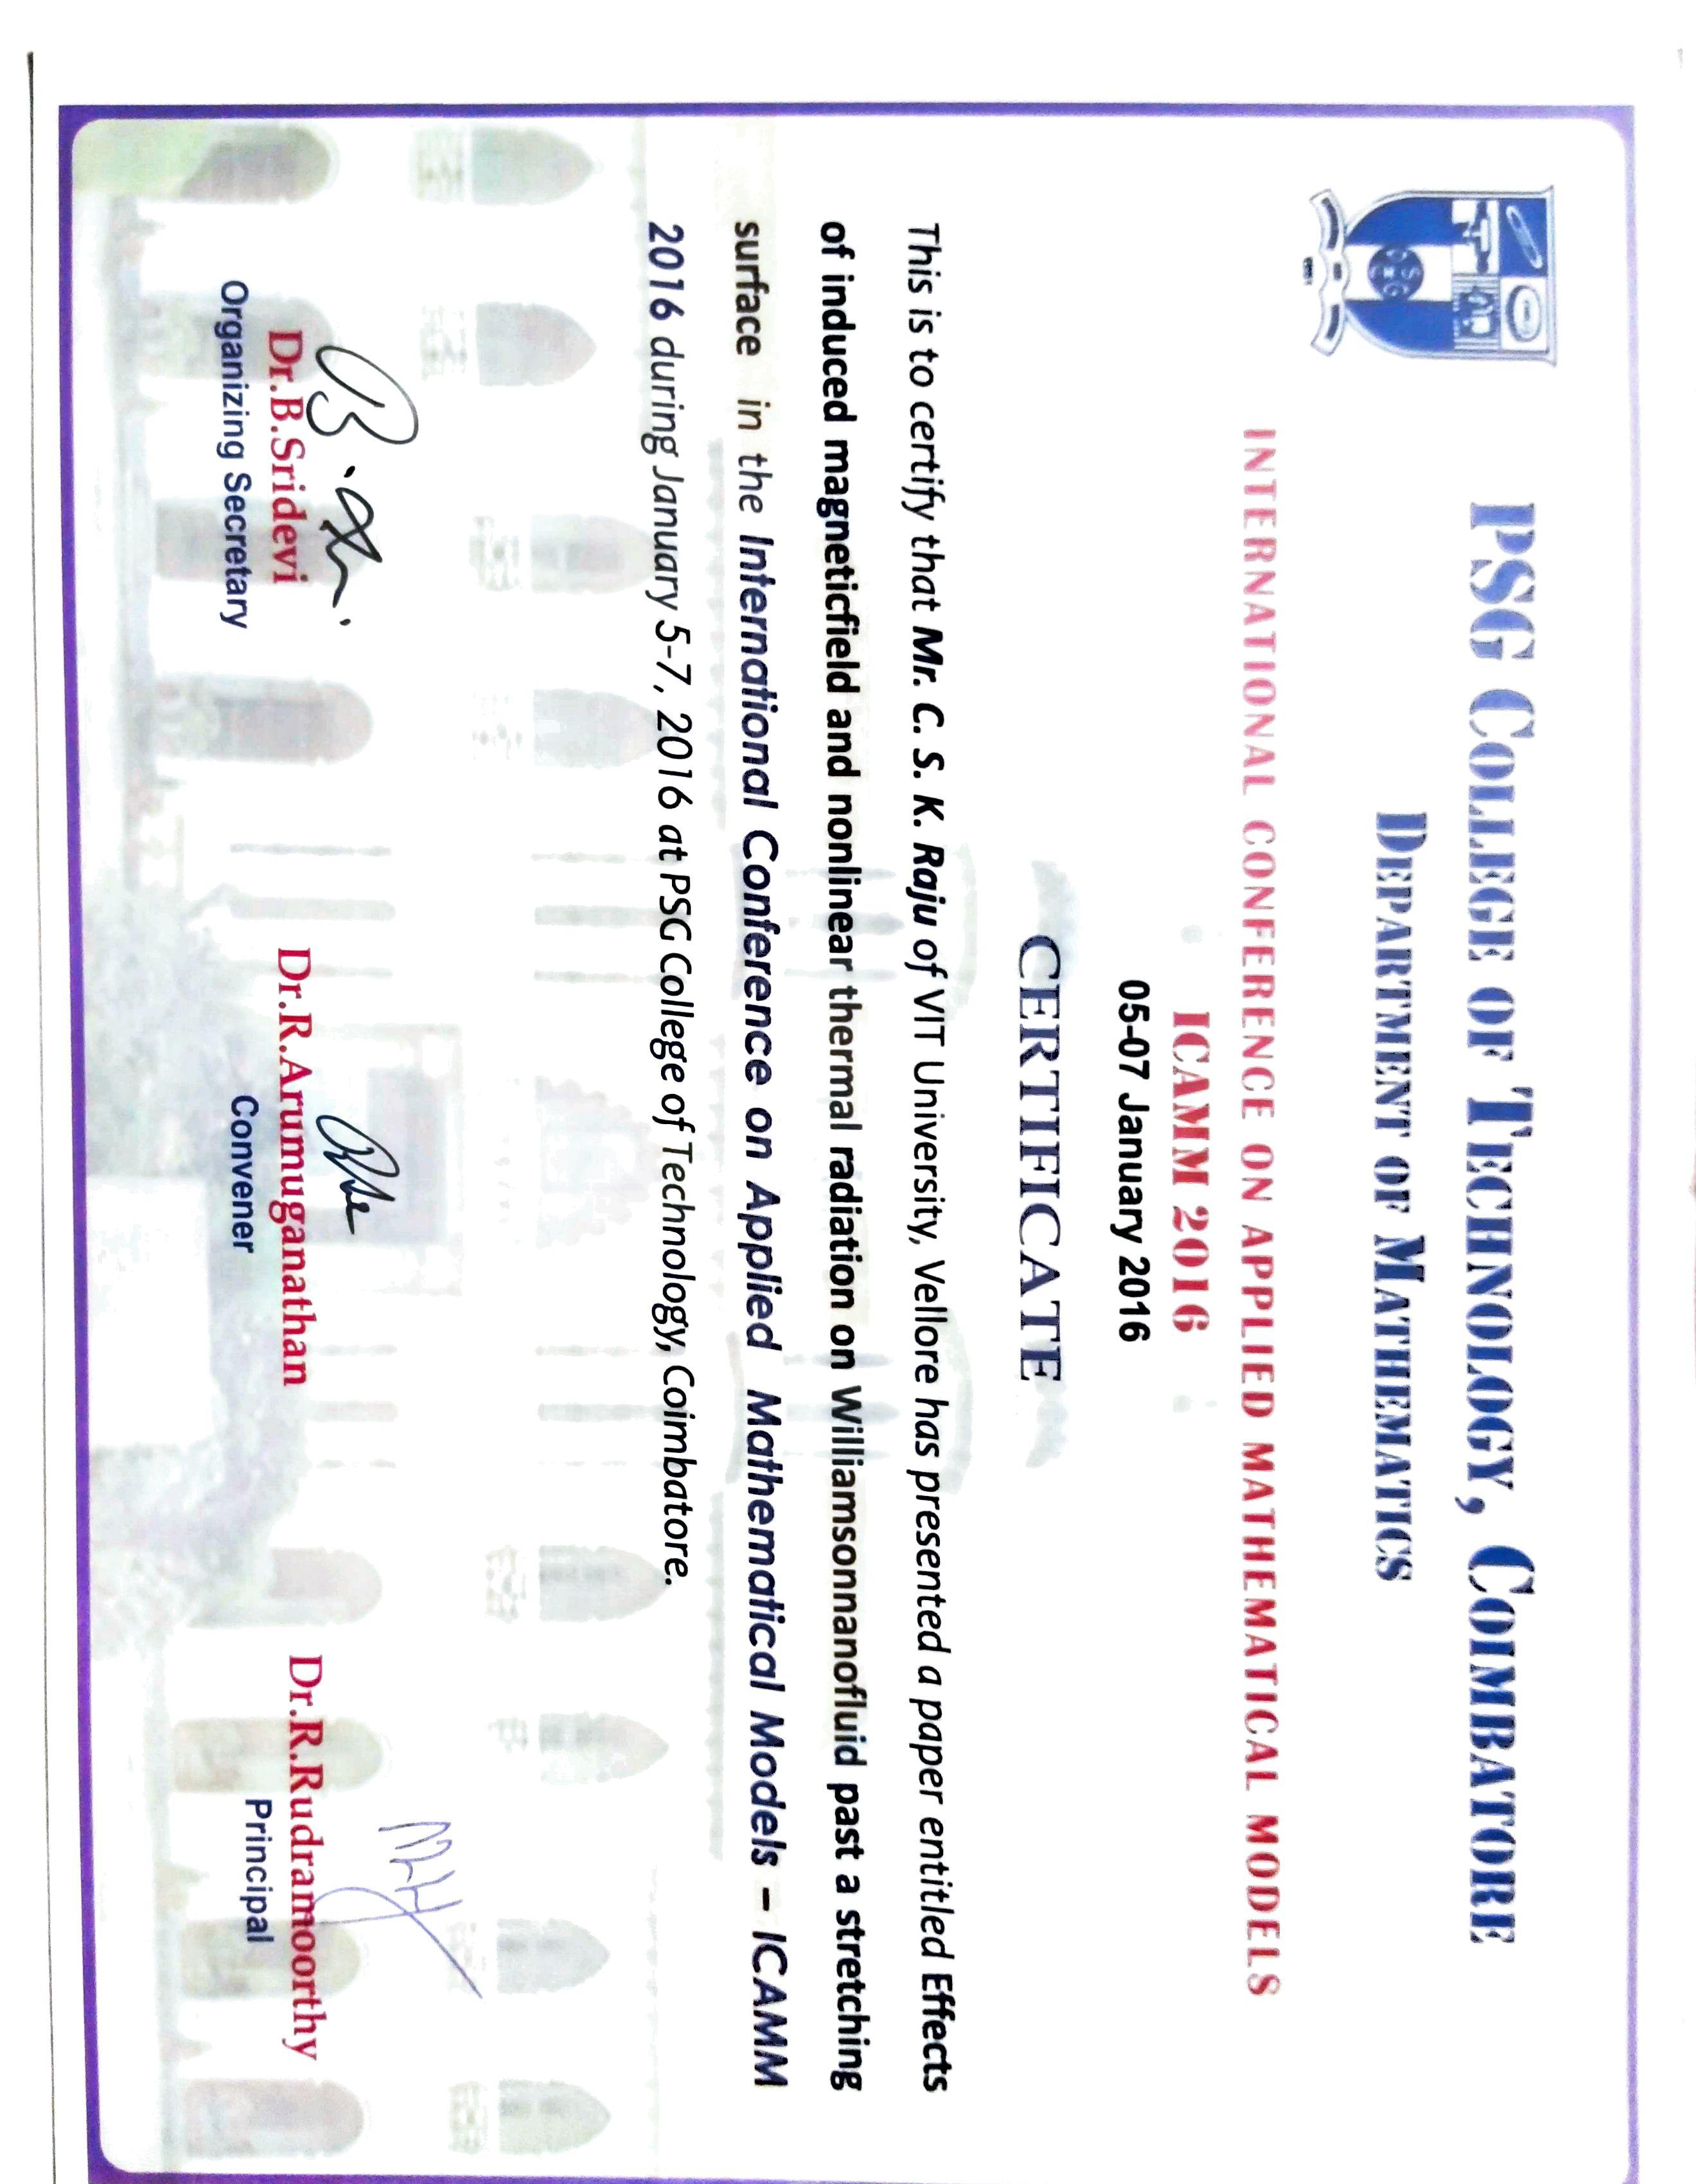 PSG COLLEGE OF TECHNOLOGY, COIMBATORE
DEPARTMENT OF MATHEMATICS
INTERNATIONAL CONFERENCE ON APPLIED MATHEMATICAL MODELS
ICAMM 2016
05-07 January 2016
CERTIFICATE
This is to certify that Mr. C. S. K. Raju of VIT University, Vellore has presented a paper entitled Effects
of induced magneticfield and nonlinear thermal radiation on Williamsonnanofluid past a stretching
surface in the International Conference on Applied Mathematical Models – ICAMM
2016 during January 5-7, 2016 at PSG College of Technology, Coimbatore.
Dr.B.Sridevi
Organizing Secretary
Dr.R.Arumuganathan
Convener
Dr.R.Rudramoorthy
Principal